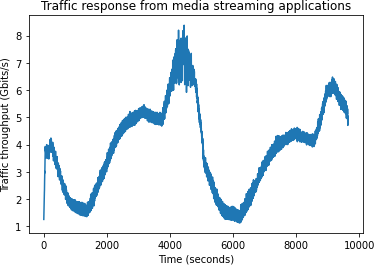 Traffic response from media streaming applications
Traffic throughput (Gbits/s)
8
7
6
5
4
3
2
1
0 2000 4000 6000 8000 10000
Time (seconds)